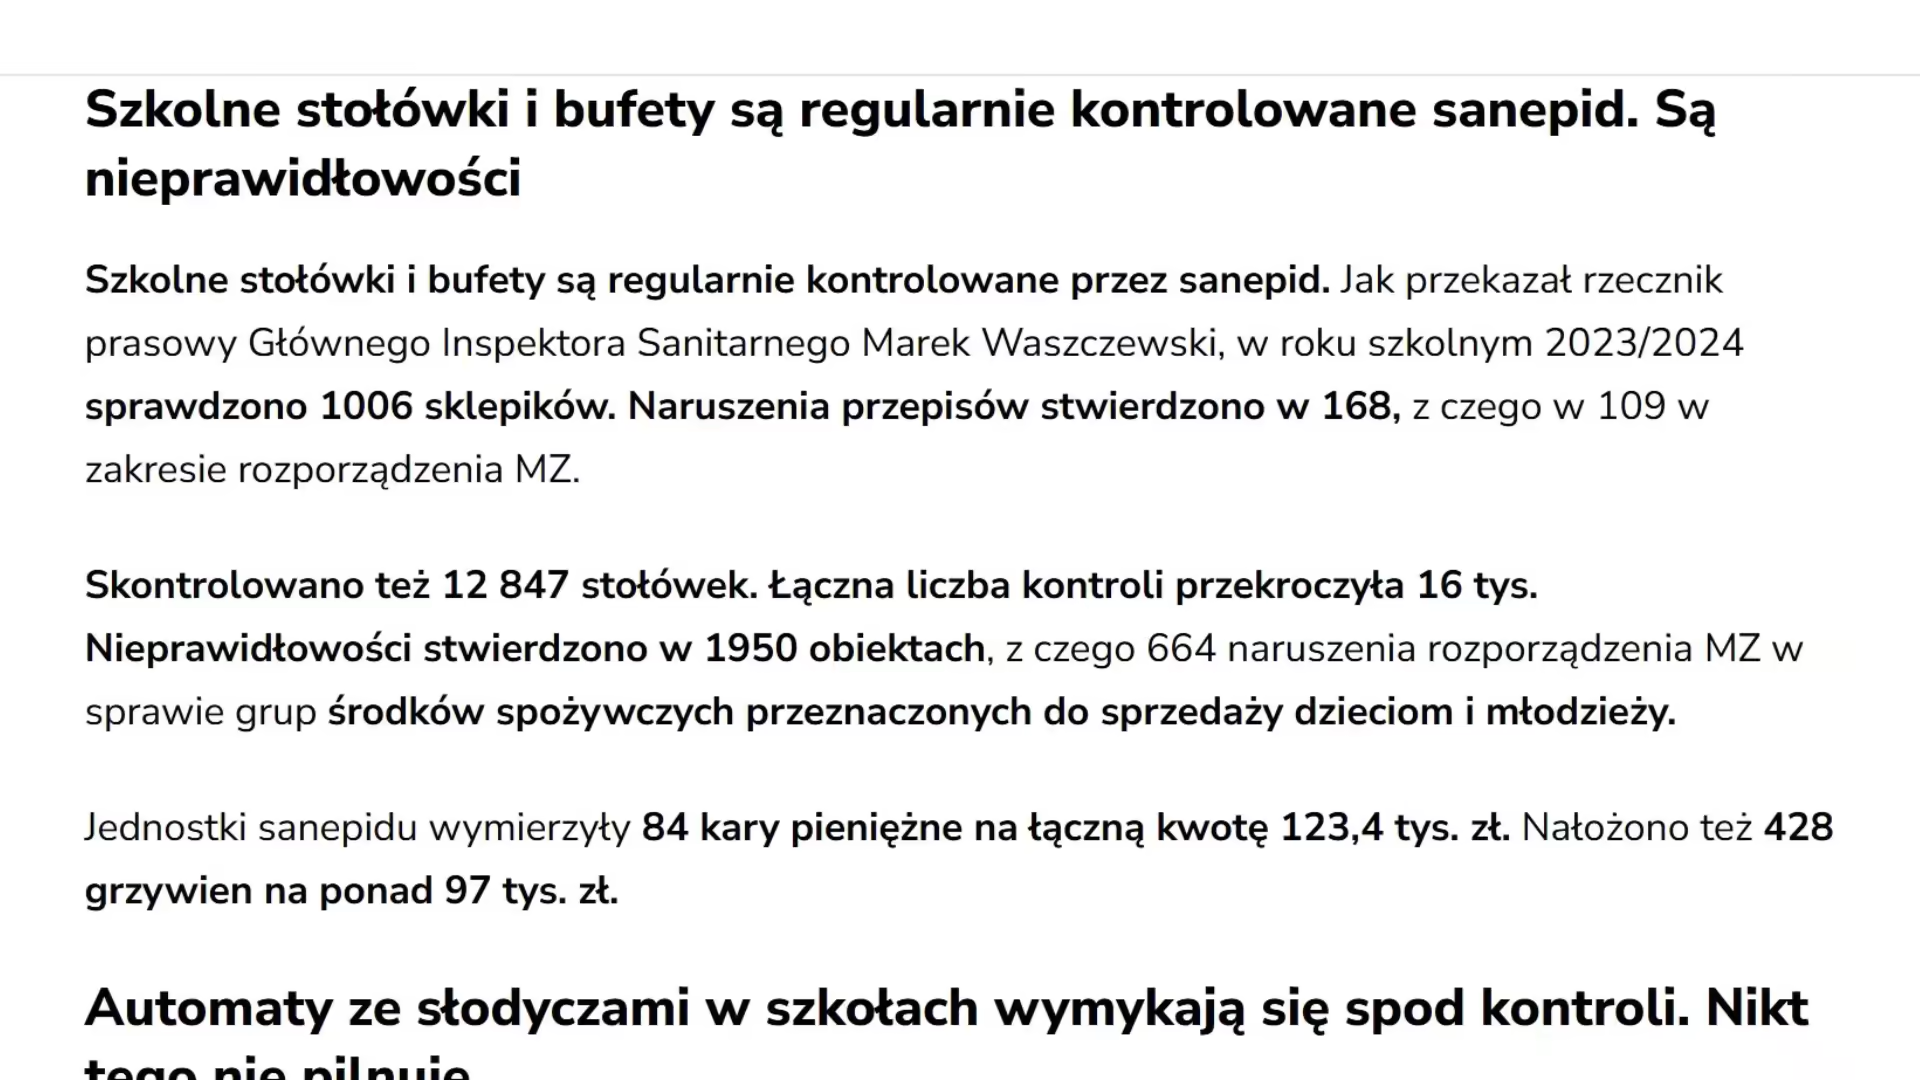 Szkolne stołówki i bufety są regularnie kontrolowane sanepid. Są
nieprawidłowości
Szkolne stołówki i bufety są regularnie kontrolowane przez sanepid. Jak przekazał rzecznik
prasowy Głównego Inspektora Sanitarnego Marek Waszczewski, w roku szkolnym 2023/2024
sprawdzono 1006 sklepików. Naruszenia przepisów stwierdzono w 168, z czego w 109 w
zakresie rozporządzenia MZ.
Skontrolowano też 12 847 stołówek. Łączna liczba kontroli przekroczyła 16 tys.
Nieprawidłowości stwierdzono w 1950 obiektach, z czego 664 naruszenia rozporządzenia MZ w
sprawie grup środków spożywczych przeznaczonych do sprzedaży dzieciom i młodzieży.
Jednostki sanepidu wymierzyły 84 kary pieniężne na łączną kwotę 123,4 tys. zł. Nałożono też 428
grzywien na ponad 97 tys. zł.
Automaty ze słodyczami w szkołach wymykają się spod kontroli. Nikt
tego nie pilnuje